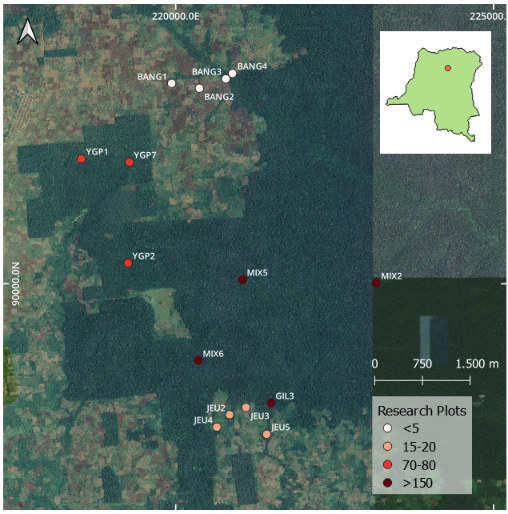 220000.0E
225000.0E
BANG4
BANG3
BANG1
BANG2
YGP1
YGP7
YGP2
90000.0N
MIX5
MIX2
0 750 1.500 m
MIX6
GIL3
JEU2
JEU3
JEU4
JEU5
Research Plots
<5
15-20
70-80
>150